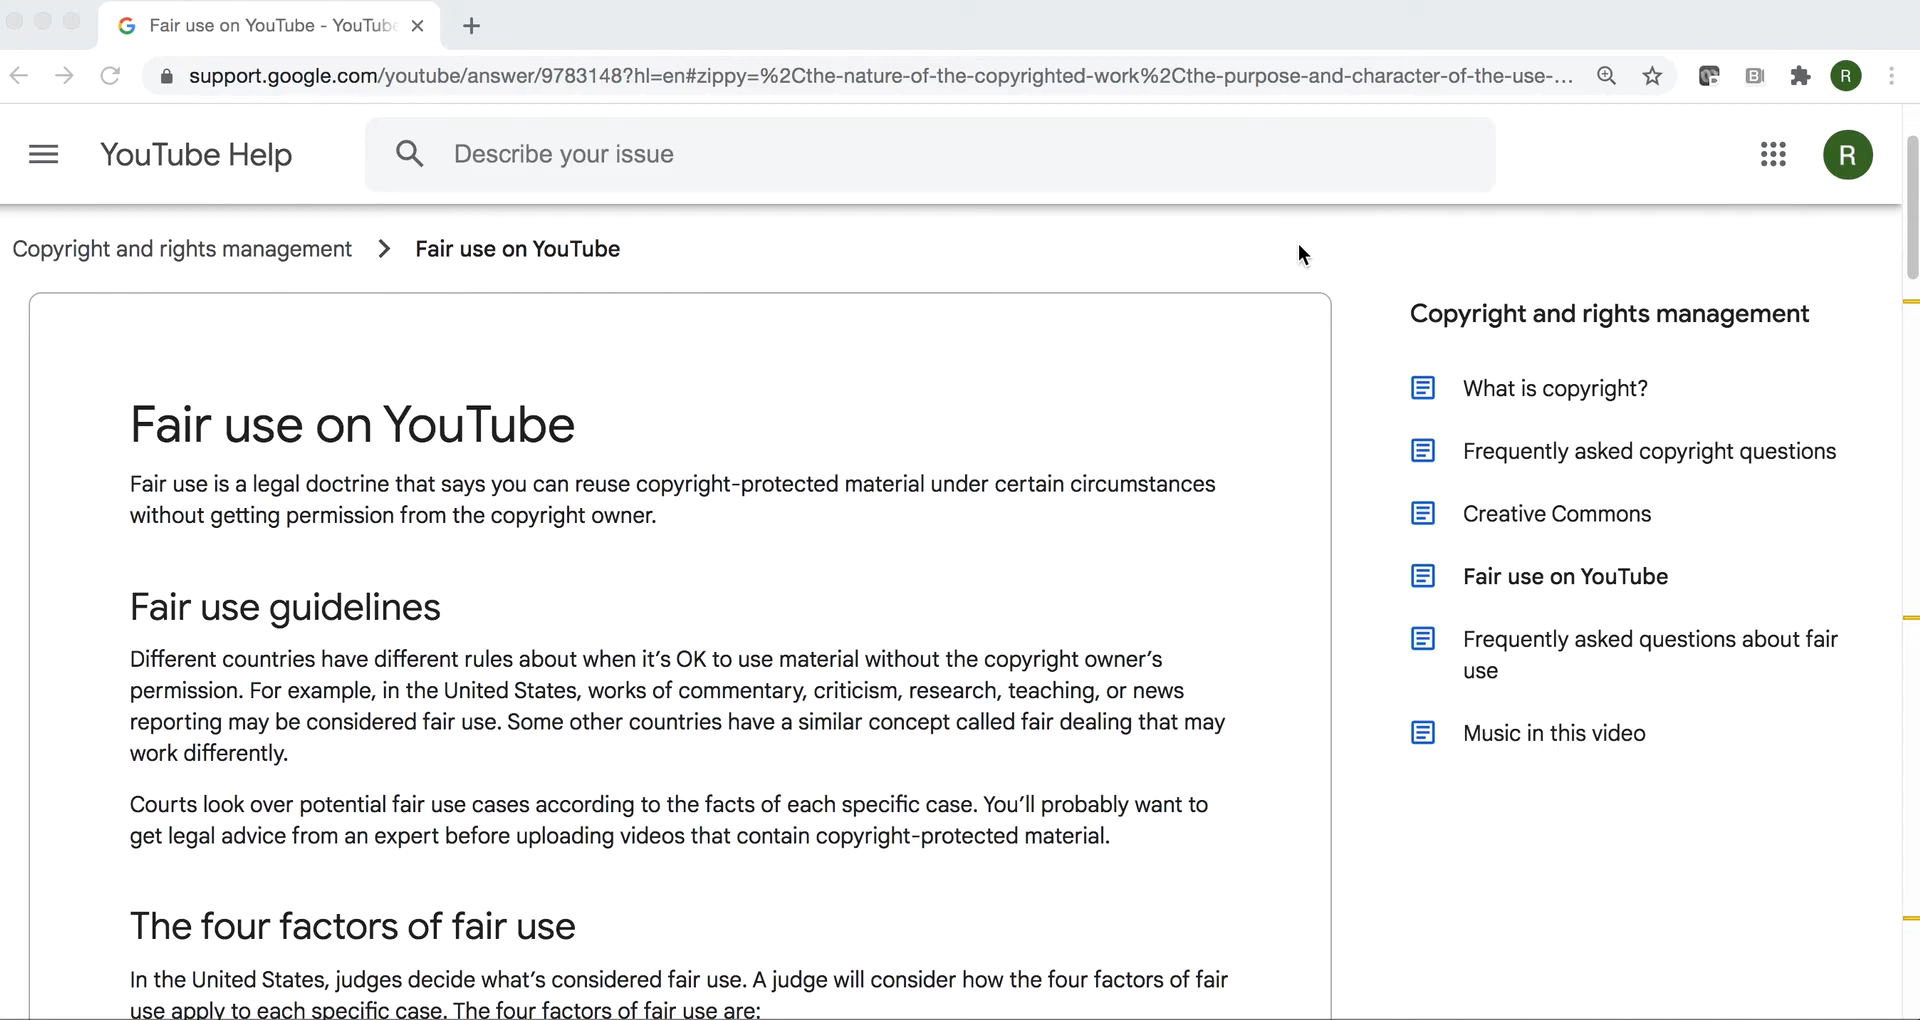 Fair use on YouTube - YouTube
support.google.com/youtube/answer/9783148?hl=en#zippy=%2Cthe-nature-of-the-copyrighted-work%2Cthe-purpose-and-character-of-the-use-...
R
YouTube Help
Describe your issue
R
Copyright and rights management > Fair use on YouTube
Fair use on YouTube
Fair use is a legal doctrine that says you can reuse copyright-protected material under certain circumstances
without getting permission from the copyright owner.
Fair use guidelines
Different countries have different rules about when it's OK to use material without the copyright owner's
permission. For example, in the United States, works of commentary, criticism, research, teaching, or news
reporting may be considered fair use. Some other countries have a similar concept called fair dealing that may
work differently.
Courts look over potential fair use cases according to the facts of each specific case. You'll probably want to
get legal advice from an expert before uploading videos that contain copyright-protected material.
The four factors of fair use
In the United States, judges decide what's considered fair use. A judge will consider how the four factors of fair
use apply to each specific case. The four factors of fair use are:
Copyright and rights management
What is copyright?
Frequently asked copyright questions
Creative Commons
Fair use on YouTube
Frequently asked questions about fair
use
Music in this video